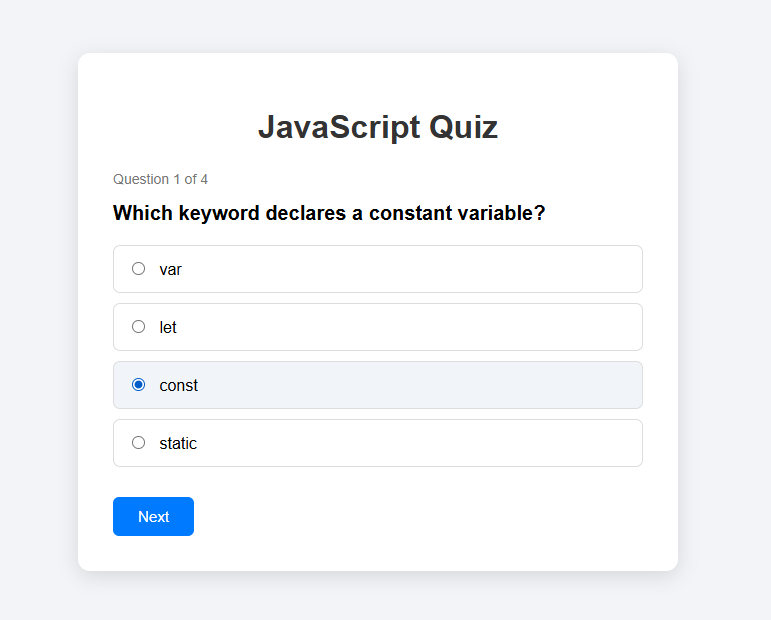 JavaScript Quiz
Question 1 of 4
Which keyword declares a constant variable?
var
let
const
static
Next